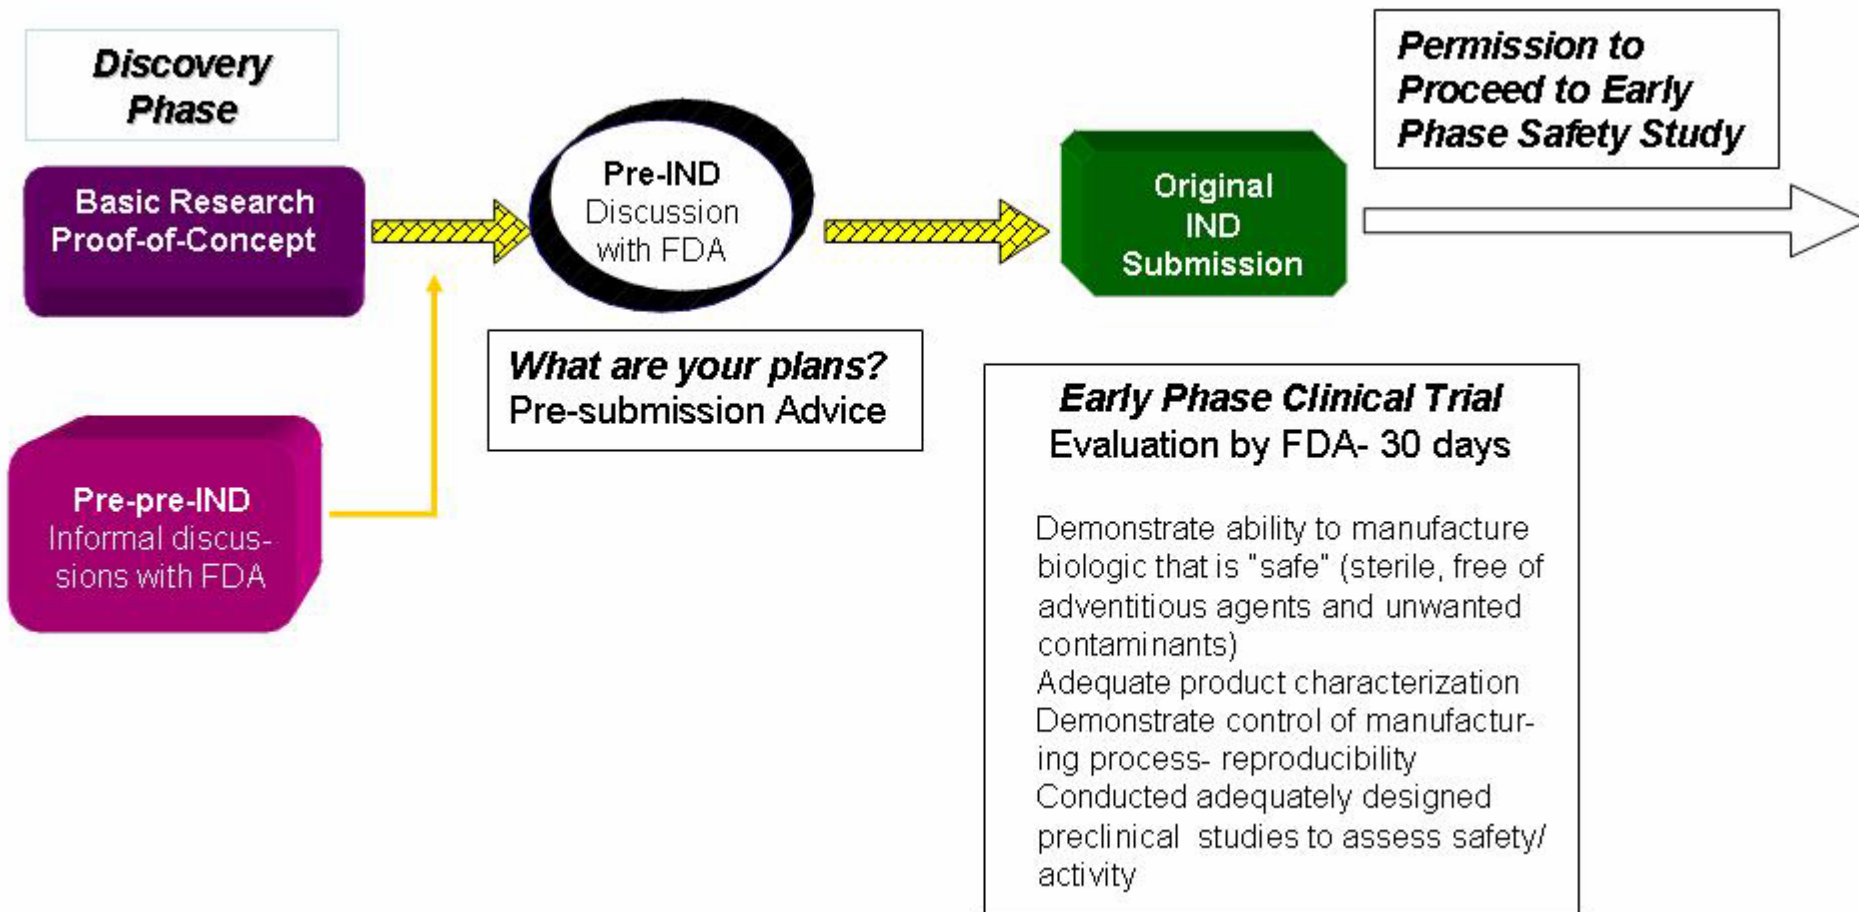 Discovery
Phase
Basic Research
Proof-of-Concept
Pre-pre-IND
Informal discus-
sions with FDA
Pre-IND
Discussion
with FDA
What are your plans?
Pre-submission Advice
Original
IND
Submission
Permission to
Proceed to Early
Phase Safety Study
Early Phase Clinical Trial
Evaluation by FDA- 30 days
Demonstrate ability to manufacture
biologic that is "safe" (sterile, free of
adventitious agents and unwanted
contaminants)
Adequate product characterization
Demonstrate control of manufactur-
ing process- reproducibility
Conducted adequately designed
preclinical studies to assess safety/
activity